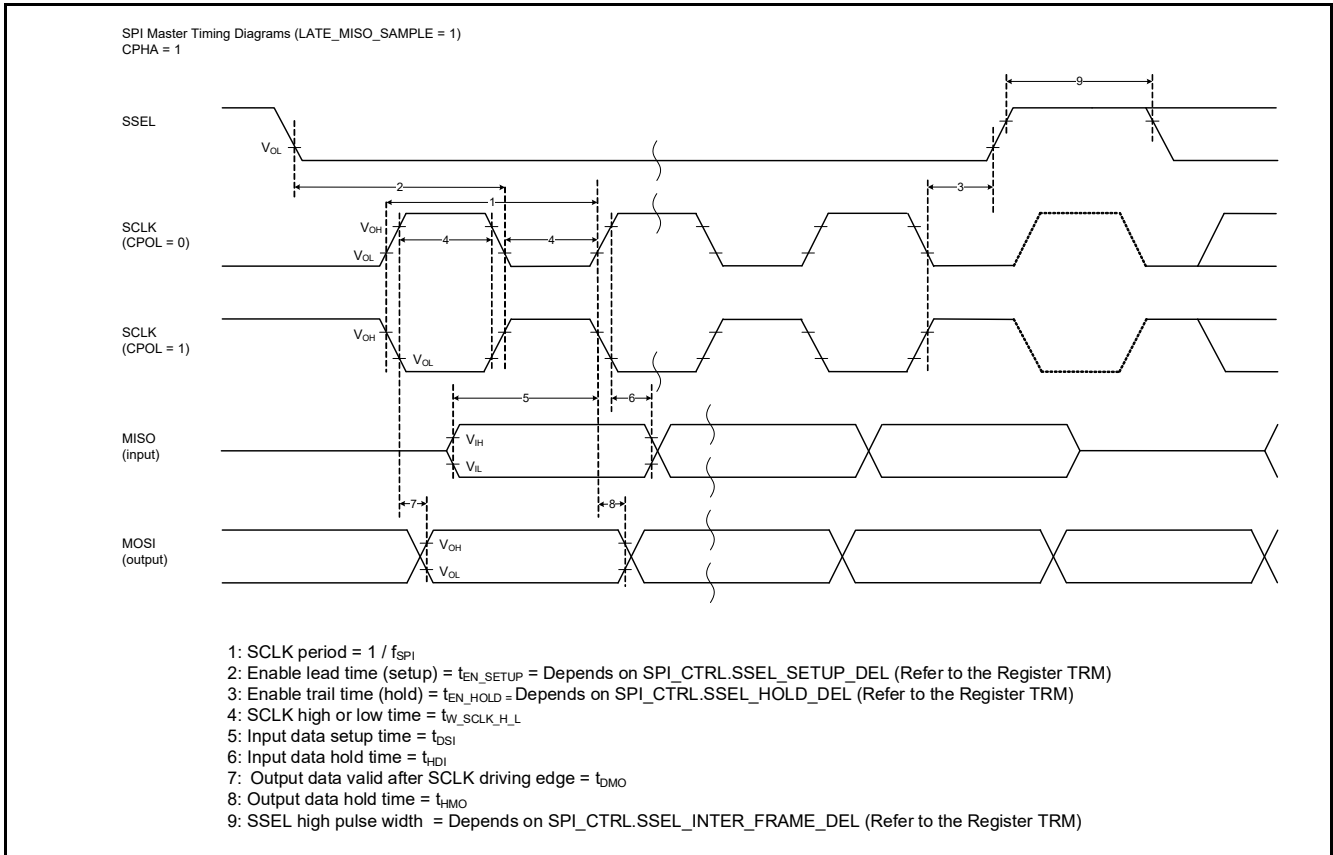 SPI Master Timing Diagrams (LATE_MISO_SAMPLE = 1)
CPHA = 1
9
SSEL
VOL
2
3
1
SCLK
(CPOL = 0)
VOH
4
4
VOL
SCLK
(CPOL = 1)
VOH
VOL
5
6
MISO
(input)
VIH
VIL
7
8
MOSI
(output)
VOH
VOL
1: SCLK period = 1 / fSPI
2: Enable lead time (setup) = tEN_SETUP = Depends on SPI_CTRL.SSEL_SETUP_DEL (Refer to the Register TRM)
3: Enable trail time (hold) = tEN_HOLD = Depends on SPI_CTRL.SSEL_HOLD_DEL (Refer to the Register TRM)
4: SCLK high or low time = tW_SCLK_H_L
5: Input data setup time = tDSI
6: Input data hold time = tHDI
7: Output data valid after SCLK driving edge = tDMO
8: Output data hold time = tHMO
9: SSEL high pulse width = Depends on SPI_CTRL.SSEL_INTER_FRAME_DEL (Refer to the Register TRM)